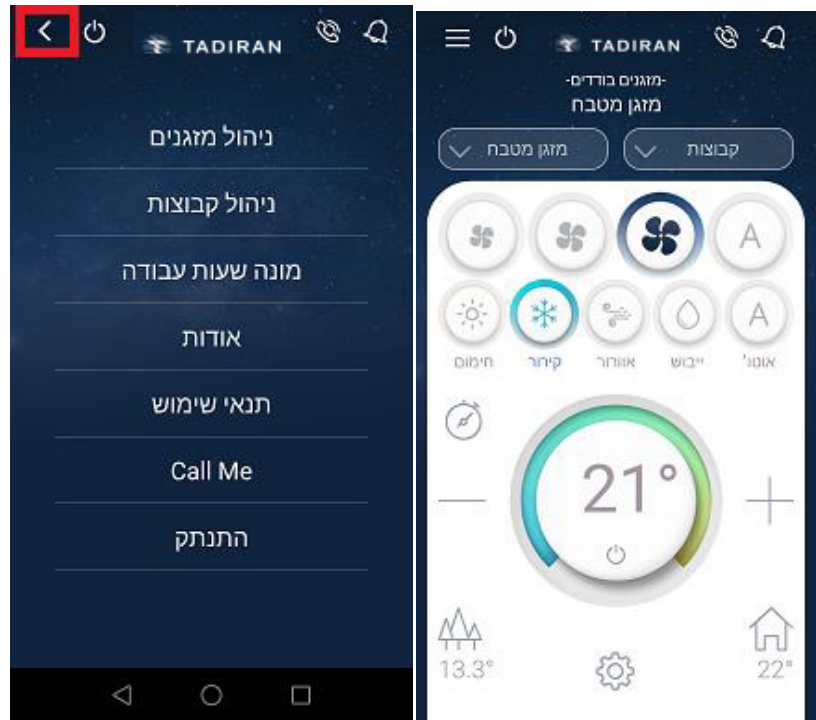 TADIRAN
ניהול מזגנים
ניהול קבוצות
מונה שעות עבודה
אודות
תנאי שימוש
Call Me
התנתק
TADIRAN
-מזגנים בודדים-
מזגן מטבח
קבוצות מזגן מטבח
A
A
אוטו' ייבוש אוורור קירור חימום
21°
13.3° 22°